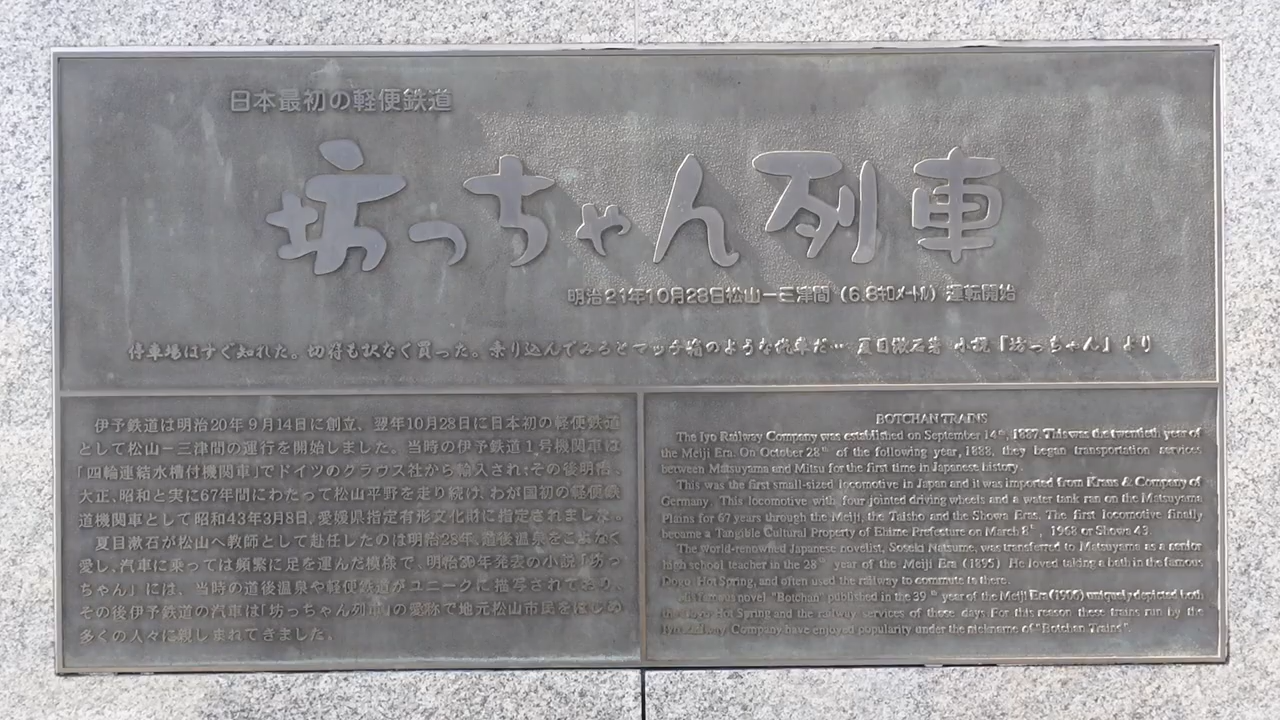 日本最初の軽便鉄道
坊っちゃん列車
明治21年10月28日松山ー三津間（6.8キロメートル）運転開始
停車場はすぐ知れた。切符も訳なく買った。乗り込んでみるとマッチ箱のような汽車だ… 夏目漱石著 小説「坊っちゃん」より
伊予鉄道は明治20年9月14日に創立、翌年10月28日に日本初の軽便鉄道
として松山ー三津間の運行を開始しました。当時の伊予鉄道1号機関車は
「四輪連結水槽付機関車」でドイツのクラウス社から輸入され、その後明治、
大正、昭和と実に67年間にわたって松山平野を走り続け、わが国初の軽便鉄
道機関車として昭和43年3月8日、愛媛県指定有形文化財に指定されました。
夏目漱石が松山へ教師として赴任したのは明治28年、道後温泉をこよなく
愛し、汽車に乗っては頻繁に足を運んだ模様で、明治39年発表の小説「坊っ
ちゃん」には、当時の道後温泉や軽便鉄道がユニークに描写されており、
その後伊予鉄道の汽車は「坊っちゃん列車」の愛称で地元松山市民をはじめ
多くの人々に親しまれてきました。
BOTCHAN TRAINS
The Iyo Railway Company was established on September 14th, 1887. This was the twentieth year of
the Meiji Era. On October 28th of the following year, 1888, they began transportation services
between Matsuyama and Mitsu for the first time in Japanese history.
This was the first small-sized locomotive in Japan and it was imported from Krauss & Company of
Germany. This locomotive with four jointed driving wheels and a water tank ran on the Matsuyama
Plains for 67 years through the Meiji, the Taisho and the Showa Eras. The first locomotive finally
became a Tangible Cultural Property of Ehime Prefecture on March 8th, 1968 or Showa 43.
The world-renowned Japanese novelist, Soseki Natsume, was transferred to Matsuyama as a senior
high school teacher in the 28th year of the Meiji Era (1895). He loved taking a bath in the famous
Dogo Hot Spring, and often used the railway to commute to there.
His famous novel "Botchan" published in the 39th year of the Meiji Era (1906) uniquely depicted both
the Dogo Hot Spring and the railway services of those days. For this reason these trains run by the
Iyo Railway Company have enjoyed popularity under the nickname of "Botchan Trains".